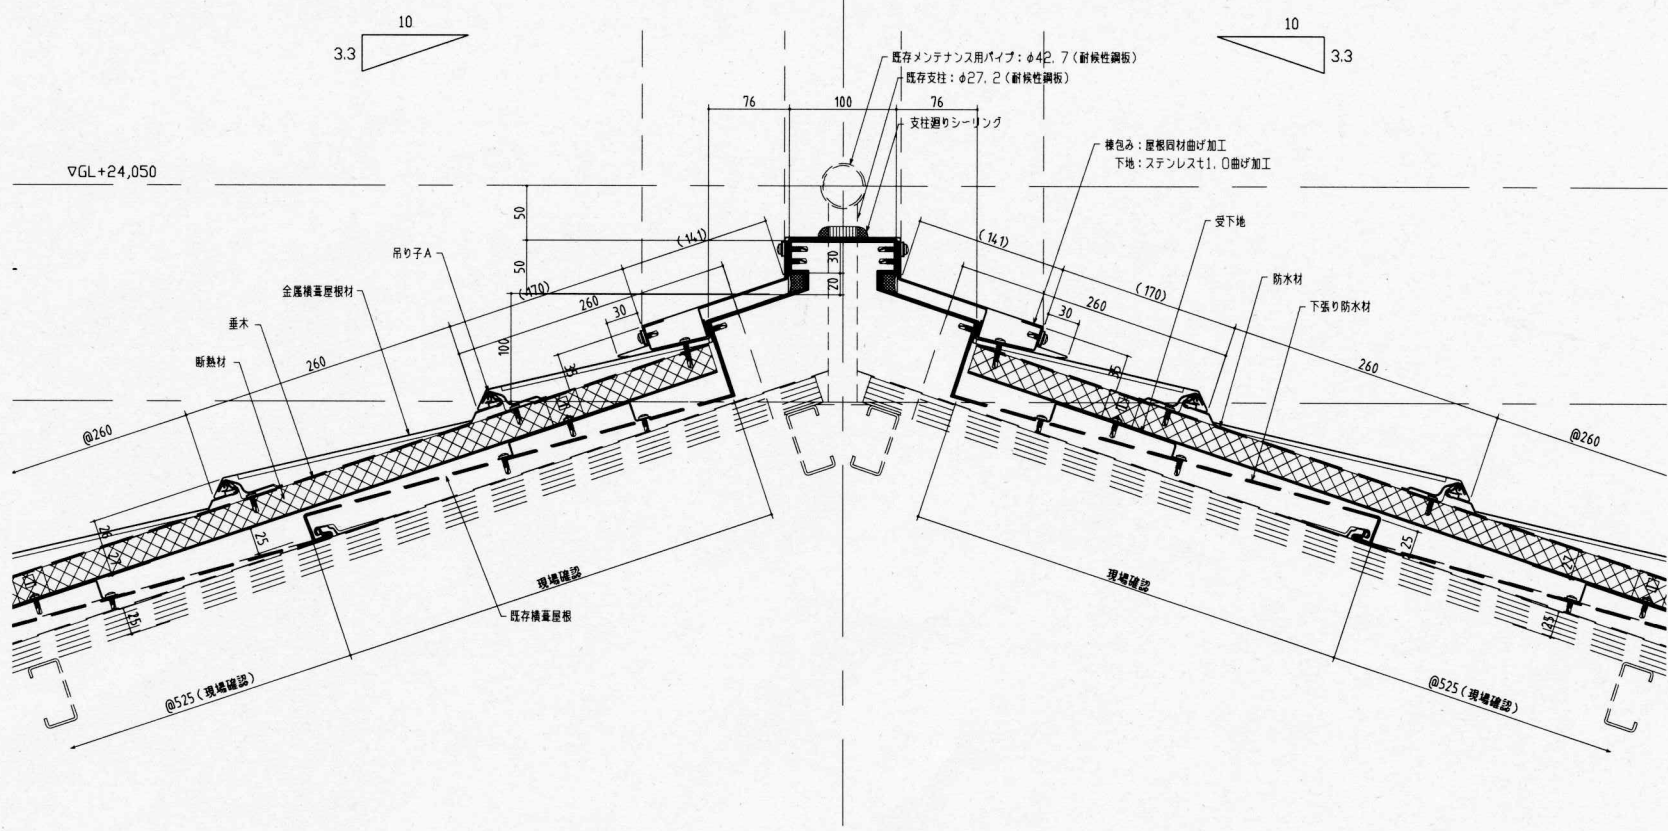 10
3.3
10
3.3
既存メンテナンス用パイプ：φ42.7（耐候性鋼板）
既存支柱：φ27.2（耐候性鋼板）
76
100
76
支柱廻りシーリング
棟包み：屋根同材曲げ加工
下地：ステンレスt1.0曲げ加工
▽GL+24,050
50
50
100
30
20
(141)
(141)
受下地
吊り子A
金属横葺屋根材
垂木
断熱材
(170)
260
30
260
@260
35
(170)
260
30
260
@260
防水材
下張り防水材
25
25
25
22
25
現場確認
現場確認
既存横葺屋根
@525（現場確認）
@525（現場確認）